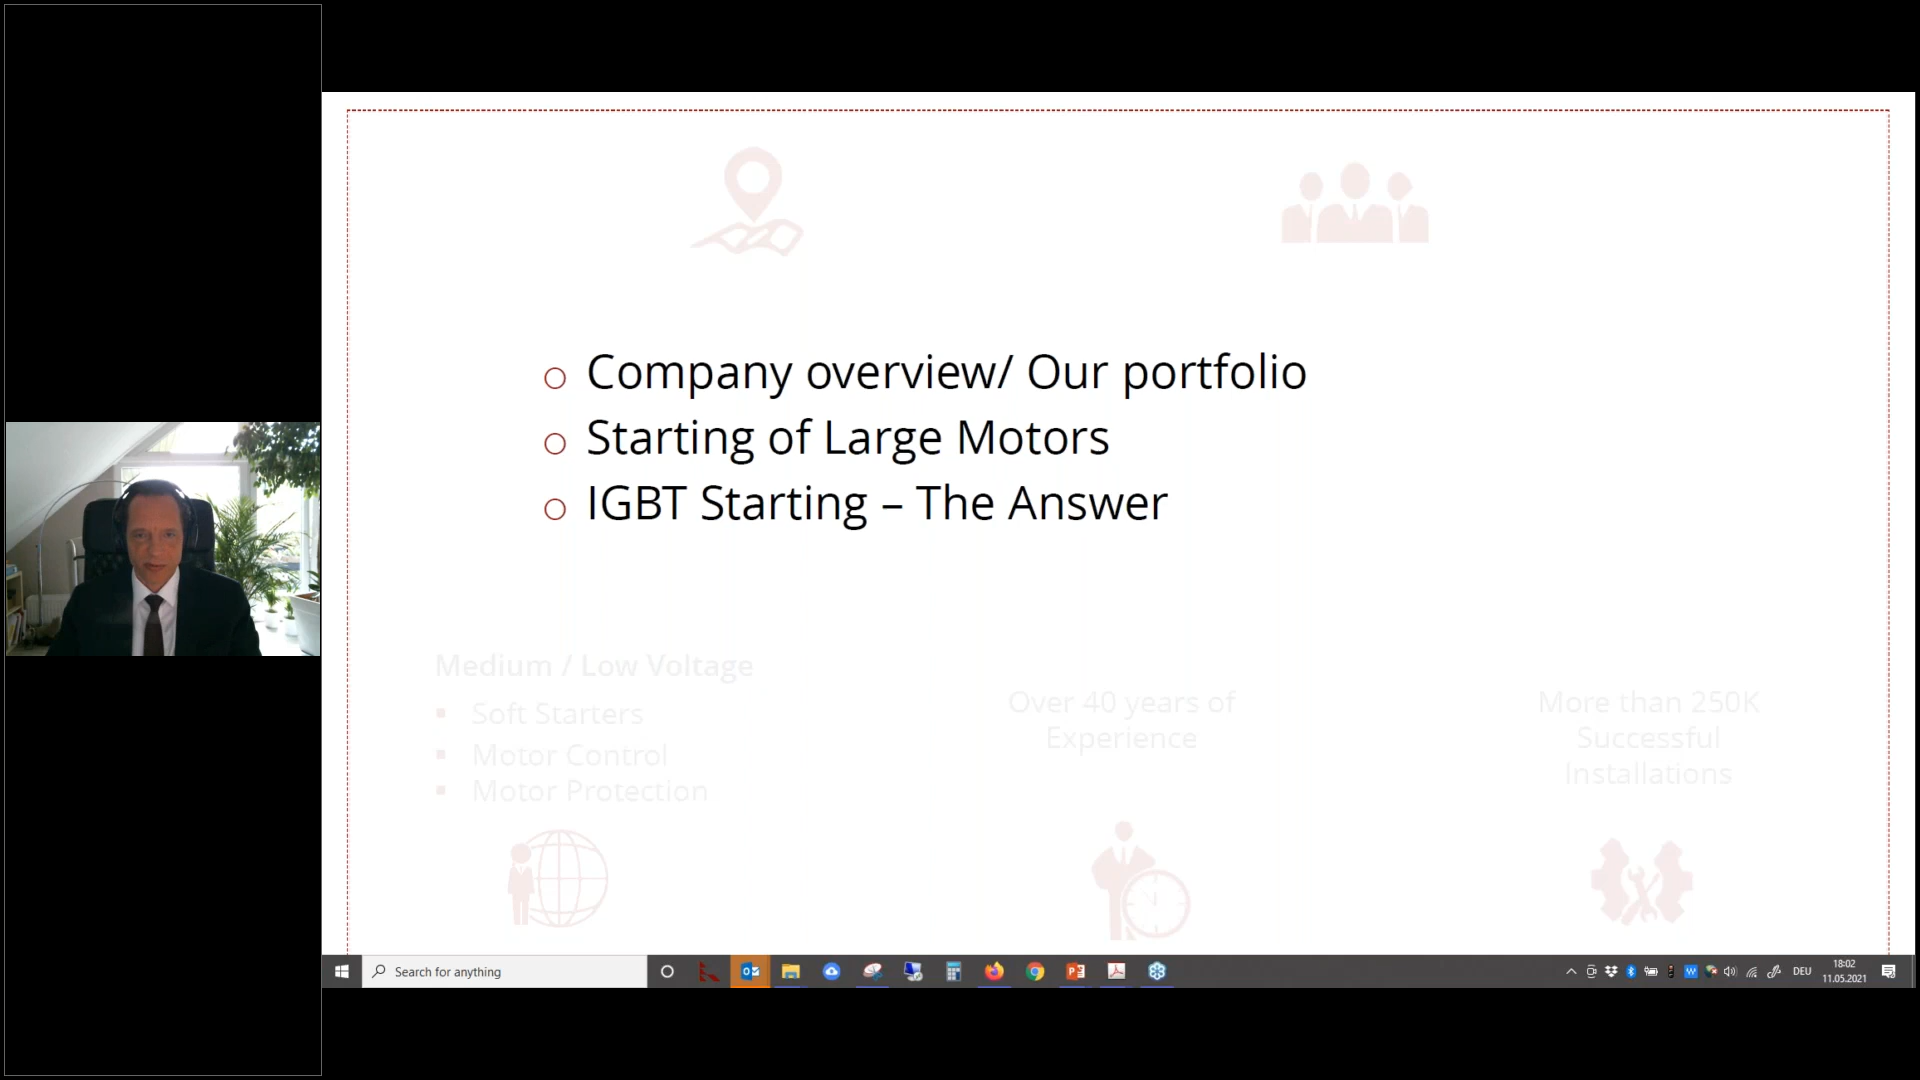 Company overview/ Our portfolio
Starting of Large Motors
IGBT Starting – The Answer
Medium / Low Voltage
Soft Starters
Motor Control
Motor Protection
Over 40 years of
Experience
More than 250K
Successful
Installations
Search for anything
DEU
18:02
11.05.2021